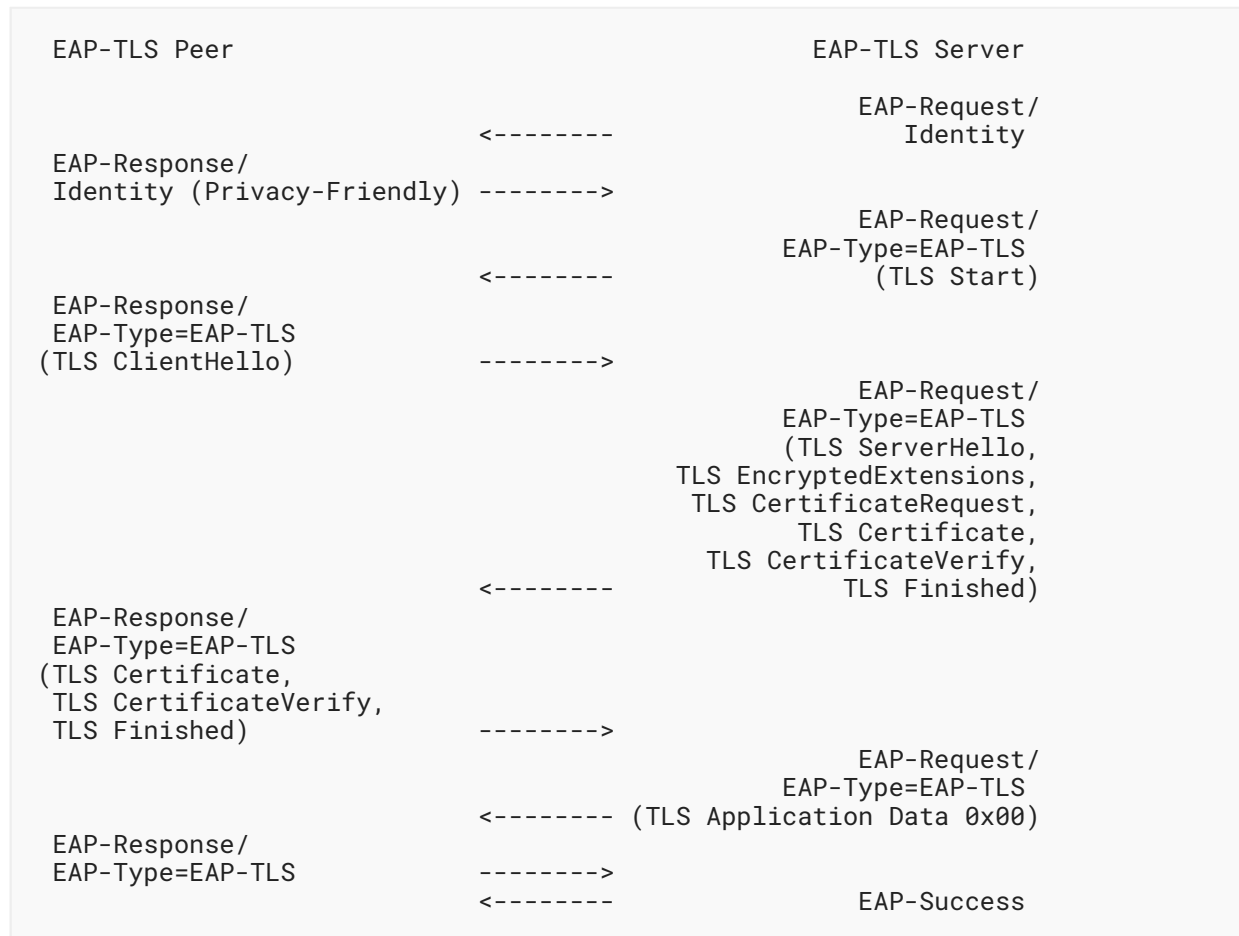 EAP-TLS Peer                                      EAP-TLS Server
EAP-Request/
<--------                   Identity
EAP-Response/
Identity (Privacy-Friendly) -------->
EAP-Request/
EAP-Type=EAP-TLS
<--------                 (TLS Start)
EAP-Response/
EAP-Type=EAP-TLS
(TLS ClientHello)            -------->
EAP-Request/
EAP-Type=EAP-TLS
(TLS ServerHello,
TLS EncryptedExtensions,
TLS CertificateRequest,
TLS Certificate,
TLS CertificateVerify,
<--------               TLS Finished)
EAP-Response/
EAP-Type=EAP-TLS
(TLS Certificate,
TLS CertificateVerify,
TLS Finished)               -------->
EAP-Request/
EAP-Type=EAP-TLS
<-------- (TLS Application Data 0x00)
EAP-Response/
EAP-Type=EAP-TLS            -------->
<--------                EAP-Success